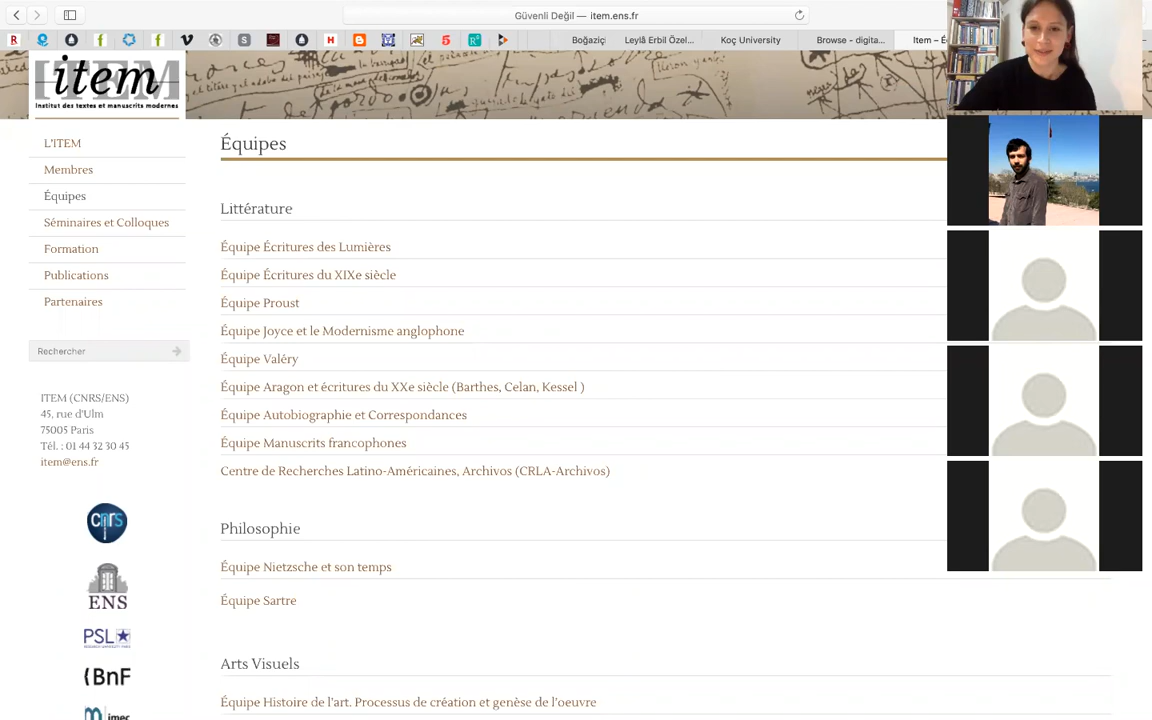 Güvenli Değil — item.ens.fr
Boğaziç
Leylâ Erbil Özel...
Koç University
Browse - digita...
Item – É
item
Institut des textes et manuscrits modernes
L'ITEM
Membres
Équipes
Séminaires et Colloques
Formation
Publications
Partenaires
Rechercher
ITEM (CNRS/ENS)
45, rue d'Ulm
75005 Paris
Tél. : 01 44 32 30 45
item@ens.fr
cnrs
ENS
PSL
BnF
imec
Équipes
Littérature
Équipe Écritures des Lumières
Équipe Écritures du XIXe siècle
Équipe Proust
Équipe Joyce et le Modernisme anglophone
Équipe Valéry
Équipe Aragon et écritures du XXe siècle (Barthes, Celan, Kessel )
Équipe Autobiographie et Correspondances
Équipe Manuscrits francophones
Centre de Recherches Latino-Américaines, Archivos (CRLA-Archivos)
Philosophie
Équipe Nietzsche et son temps
Équipe Sartre
Arts Visuels
Équipe Histoire de l'art. Processus de création et genèse de l'oeuvre